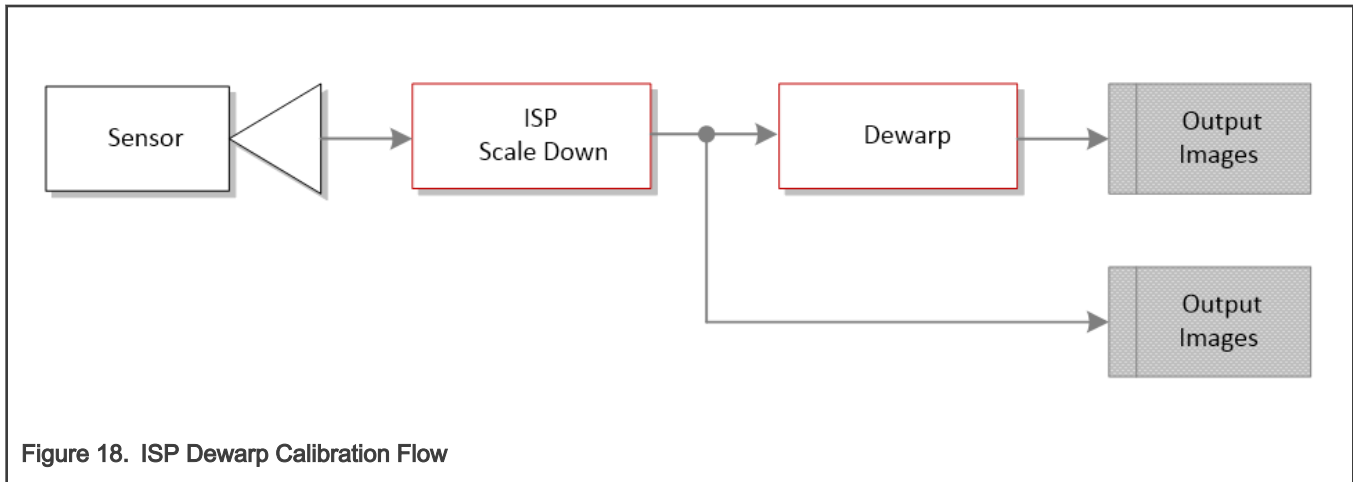 Sensor
ISP
Scale Down
Dewarp
Output
Images
Output
Images
Figure 18. ISP Dewarp Calibration Flow